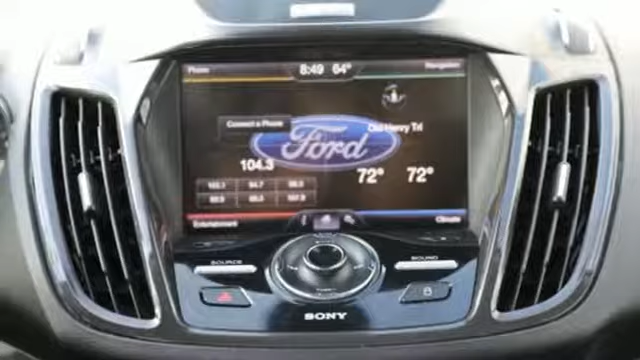 Phone 8:49 64° Navigation
Connect a Phone
Ford
Old Henry Trl
104.3
72° 72°
Entertainment Climate
SOURCE SOUND
SONY